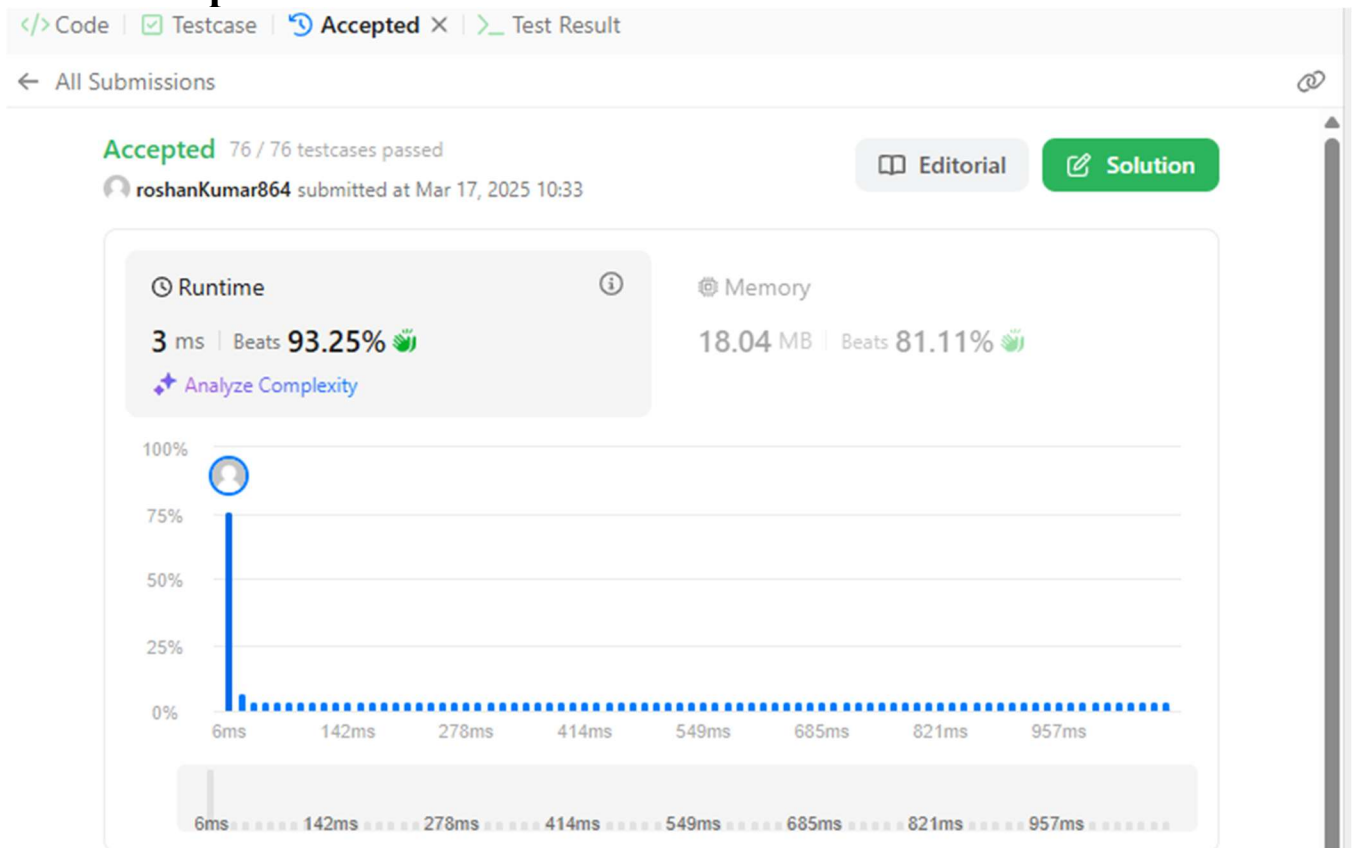 </> Code Testcase Accepted × >_ Test Result
← All Submissions
Accepted 76 / 76 testcases passed
Editorial Solution
roshanKumar864 submitted at Mar 17, 2025 10:33
Runtime Memory
3 ms Beats 93.25% 18.04 MB Beats 81.11%
Analyze Complexity
100%
75%
50%
25%
0%
6ms 142ms 278ms 414ms 549ms 685ms 821ms 957ms
6ms 142ms 278ms 414ms 549ms 685ms 821ms 957ms